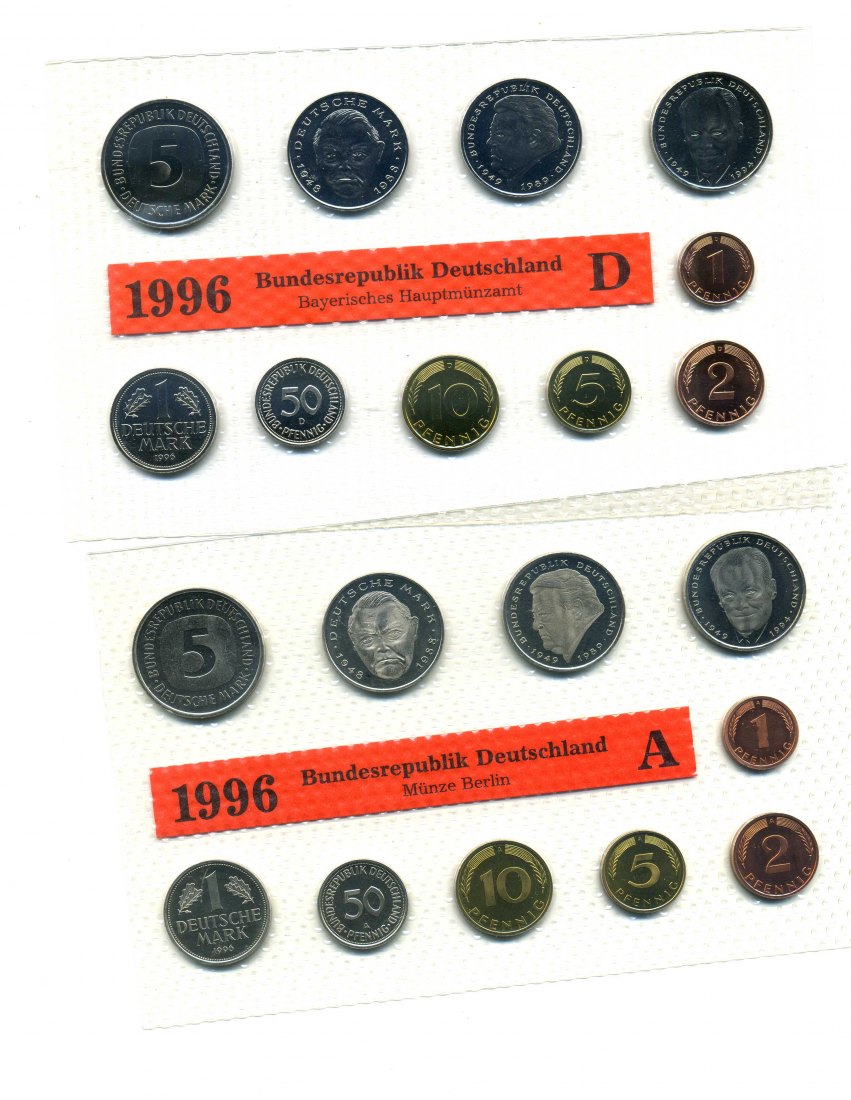 BUNDESREPUBLIK DEUTSCHLAND
5
DEUTSCHE MARK
DEUTSCHE MARK
1948 1988
BUNDESREPUBLIK DEUTSCHLAND
1949 1989
BUNDESREPUBLIK DEUTSCHLAND
1949 1994
1996 Bundesrepublik Deutschland D
Bayerisches Hauptmünzamt
D
1
PFENNIG
1
DEUTSCHE
MARK
1996
BUNDESREPUBLIK DEUTSCHLAND
50
D
PFENNIG
D
10
PFENNIG
D
5
PFENNIG
D
2
PFENNIG
BUNDESREPUBLIK DEUTSCHLAND
5
DEUTSCHE MARK
DEUTSCHE MARK
1948 1988
BUNDESREPUBLIK DEUTSCHLAND
1949 1989
BUNDESREPUBLIK DEUTSCHLAND
1949 1994
1996 Bundesrepublik Deutschland A
Münze Berlin
A
1
PFENNIG
1
DEUTSCHE
MARK
1996
BUNDESREPUBLIK DEUTSCHLAND
50
A
PFENNIG
A
10
PFENNIG
A
5
PFENNIG
A
2
PFENNIG